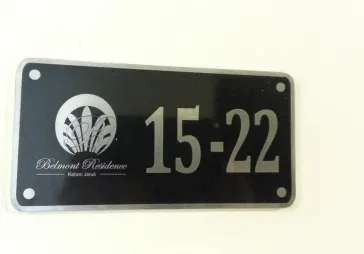 Belmont Residence
Kebon Jeruk
15-22